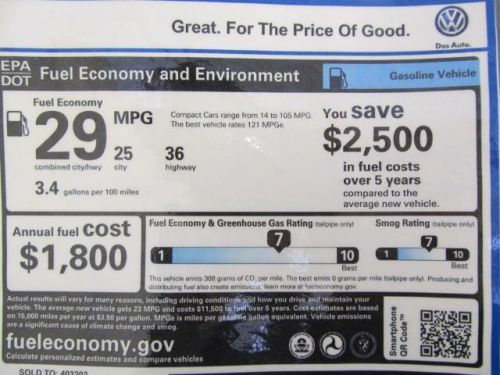 Great. For The Price Of Good.
Das Auto.
EPA
DOT
Fuel Economy and Environment
Gasoline Vehicle
Fuel Economy
29 MPG
combined city/hwy
25
city
36
highway
3.4 gallons per 100 miles
Compact Cars range from 14 to 105 MPG.
The best vehicle rates 121 MPGe.
You save
$2,500
in fuel costs
over 5 years
compared to the
average new vehicle.
Annual fuel cost
$1,800
Fuel Economy & Greenhouse Gas Rating (tailpipe only)
7
1
10
Best
Smog Rating (tailpipe only)
7
1
10
Best
This vehicle emits 308 grams of CO2 per mile. The best emits 0 grams per mile (tailpipe only). Producing and
distributing fuel also create emissions; learn more at fueleconomy.gov.
Actual results will vary for many reasons, including driving conditions and how you drive and maintain your
vehicle. The average new vehicle gets 23 MPG and costs $11,500 to fuel over 5 years. Cost estimates are based
on 15,000 miles per year at $3.50 per gallon. MPGe is miles per gasoline gallon equivalent. Vehicle emissions
are a significant cause of climate change and smog.
fueleconomy.gov
Calculate personalized estimates and compare vehicles
Smartphone
QR Code™
SOLD TO: 402203